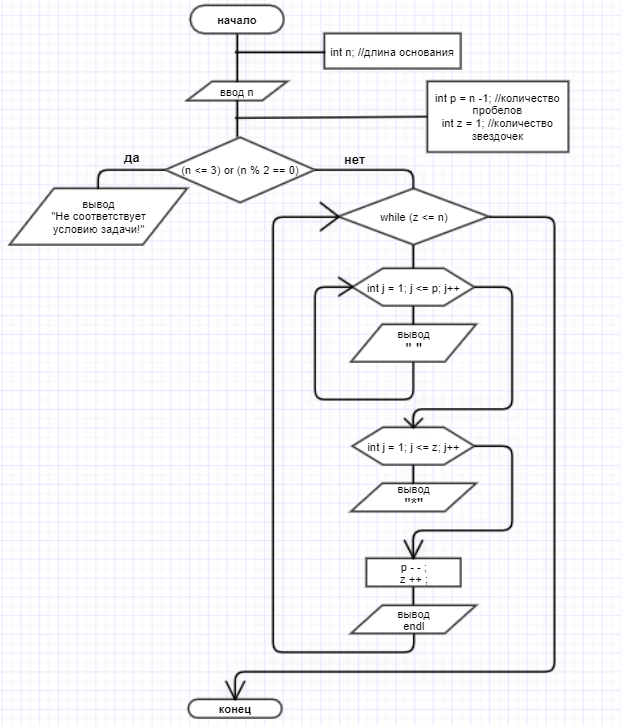 начало
int n; //длина основания
ввод n
int p = n -1; //количество
пробелов
int z = 1; //количество
звездочек
да
(n <= 3) or (n % 2 == 0)
нет
вывод
"Не соответствует
условию задачи!"
while (z <= n)
int j = 1; j <= p; j++
вывод
" "
int j = 1; j <= z; j++
вывод
"*"
p - - ;
z ++ ;
вывод
endl
конец